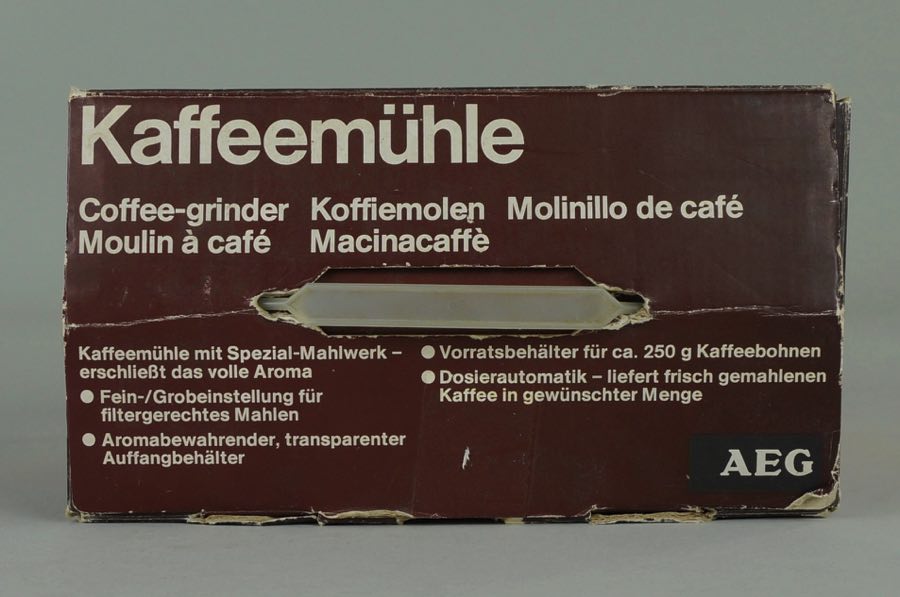 Kaffeemühle
Coffee-grinder Koffiemolen Molinillo de café
Moulin à café Macinacaffè
Kaffeemühle mit Spezial-Mahlwerk –
erschließt das volle Aroma
● Fein-/Grobeinstellung für
filtergerechtes Mahlen
● Aromabewahrender, transparenter
Auffangbehälter
● Vorratsbehälter für ca. 250 g Kaffeebohnen
● Dosierautomatik – liefert frisch gemahlenen
Kaffee in gewünschter Menge
AEG